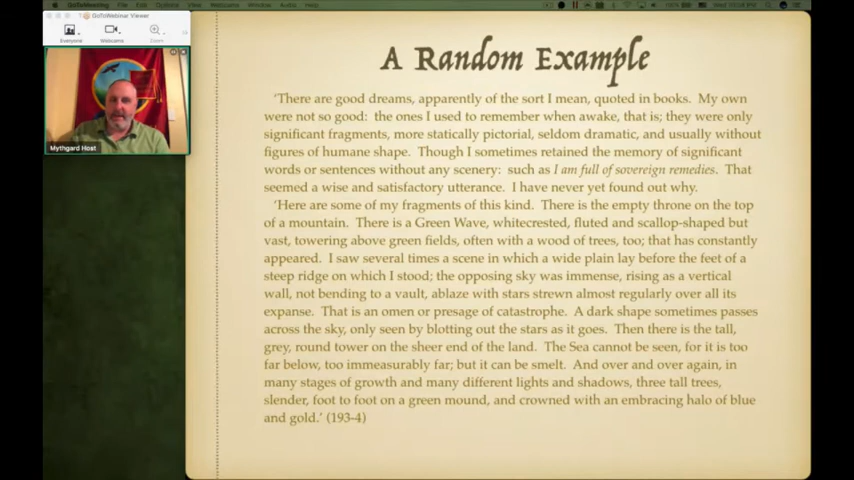 GoToWebinar Viewer
Everyone
Webcams
Zoom
Mythgard Host
A Random Example
'There are good dreams, apparently of the sort I mean, quoted in books. My own
were not so good: the ones I used to remember when awake, that is; they were only
significant fragments, more statically pictorial, seldom dramatic, and usually without
figures of humane shape. Though I sometimes retained the memory of significant
words or sentences without any scenery: such as I am full of sovereign remedies. That
seemed a wise and satisfactory utterance. I have never yet found out why.
'Here are some of my fragments of this kind. There is the empty throne on the top
of a mountain. There is a Green Wave, whitecrested, fluted and scallop-shaped but
vast, towering above green fields, often with a wood of trees, too; that has constantly
appeared. I saw several times a scene in which a wide plain lay before the feet of a
steep ridge on which I stood; the opposing sky was immense, rising as a vertical
wall, not bending to a vault, ablaze with stars strewn almost regularly over all its
expanse. That is an omen or presage of catastrophe. A dark shape sometimes passes
across the sky, only seen by blotting out the stars as it goes. Then there is the tall,
grey, round tower on the sheer end of the land. The Sea cannot be seen, for it is too
far below, too immeasurably far; but it can be smelt. And over and over again, in
many stages of growth and many different lights and shadows, three tall trees,
slender, foot to foot on a green mound, and crowned with an embracing halo of blue
and gold.' (193-4)